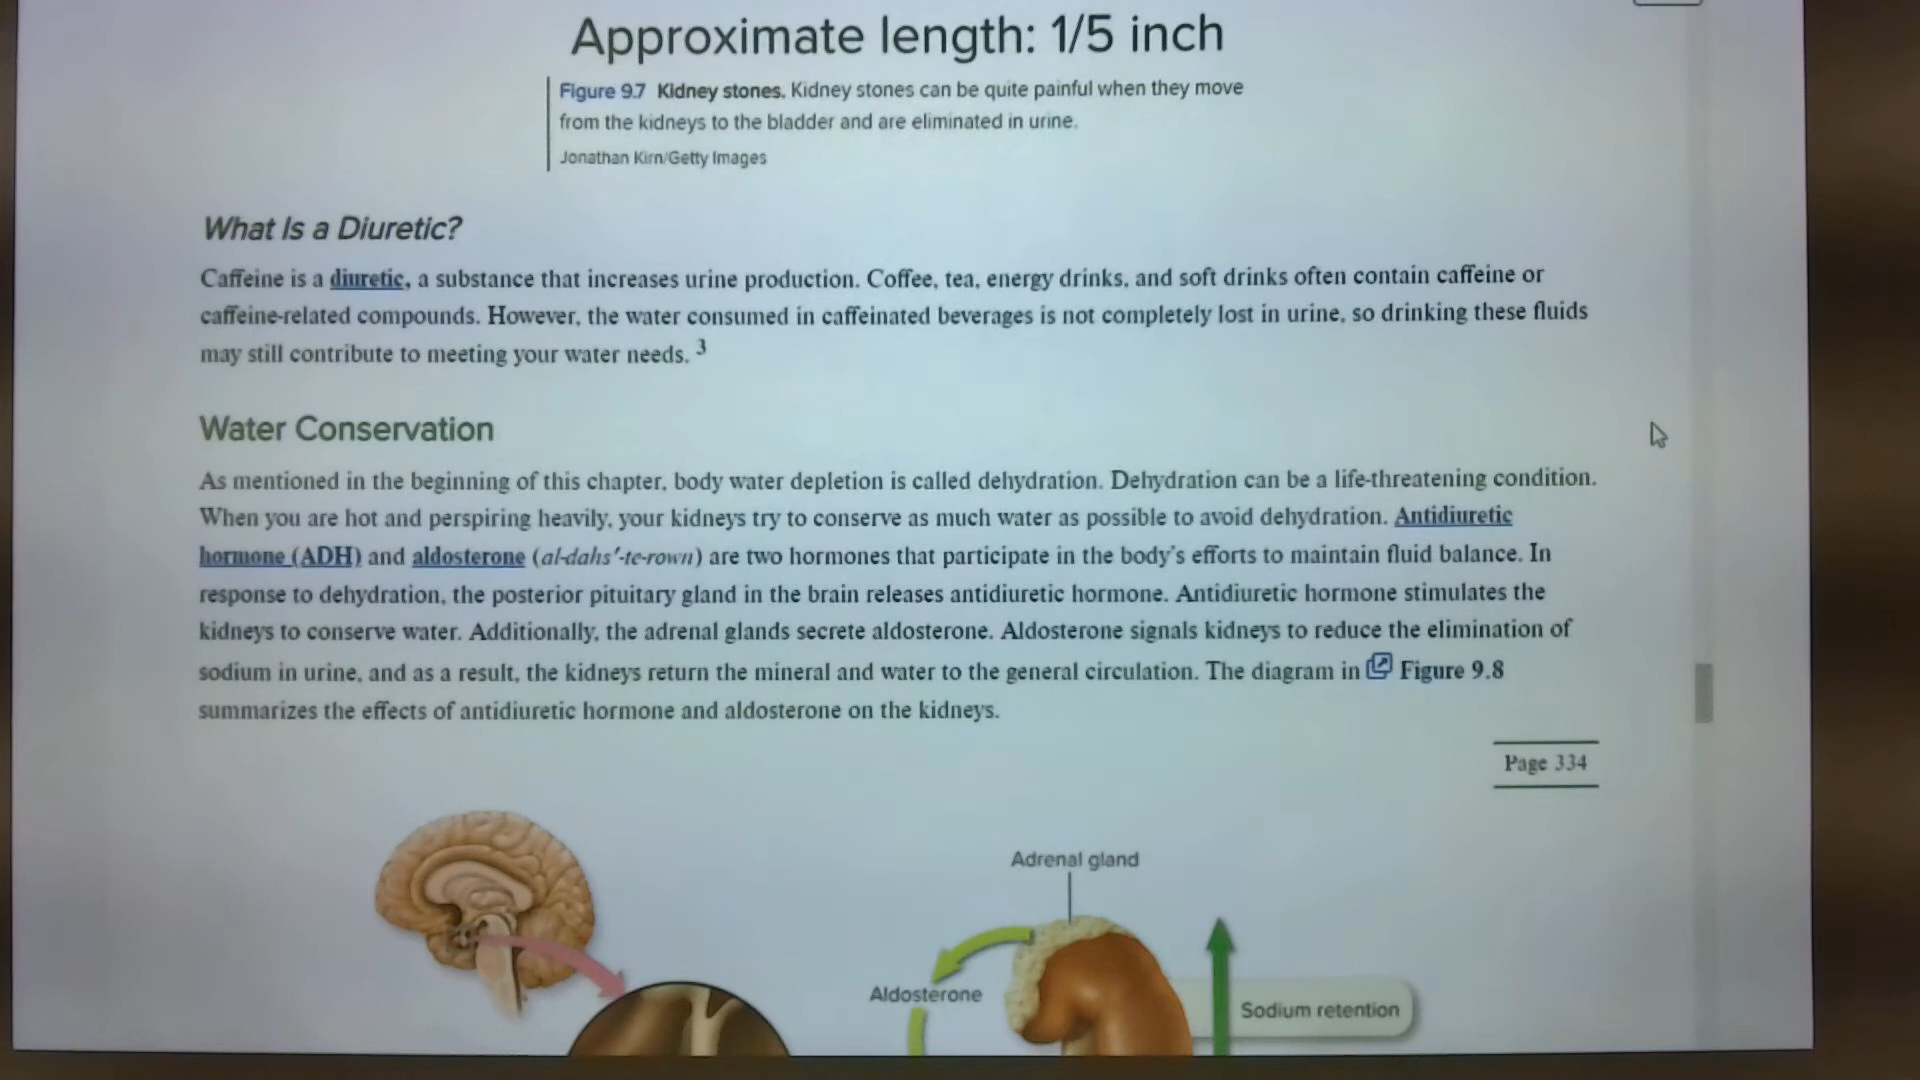 Approximate length: 1/5 inch
Figure 9.7 Kidney stones. Kidney stones can be quite painful when they move
from the kidneys to the bladder and are eliminated in urine.
Jonathan Kirn/Getty Images
What Is a Diuretic?
Caffeine is a diuretic, a substance that increases urine production. Coffee, tea, energy drinks, and soft drinks often contain caffeine or
caffeine-related compounds. However, the water consumed in caffeinated beverages is not completely lost in urine, so drinking these fluids
may still contribute to meeting your water needs. 3
Water Conservation
As mentioned in the beginning of this chapter, body water depletion is called dehydration. Dehydration can be a life-threatening condition.
When you are hot and perspiring heavily, your kidneys try to conserve as much water as possible to avoid dehydration. Antidiuretic
hormone (ADH) and aldosterone (al-dahs′-te-rown) are two hormones that participate in the body's efforts to maintain fluid balance. In
response to dehydration, the posterior pituitary gland in the brain releases antidiuretic hormone. Antidiuretic hormone stimulates the
kidneys to conserve water. Additionally, the adrenal glands secrete aldosterone. Aldosterone signals kidneys to reduce the elimination of
sodium in urine, and as a result, the kidneys return the mineral and water to the general circulation. The diagram in Figure 9.8
summarizes the effects of antidiuretic hormone and aldosterone on the kidneys.
Page 334
Adrenal gland
Aldosterone
Sodium retention